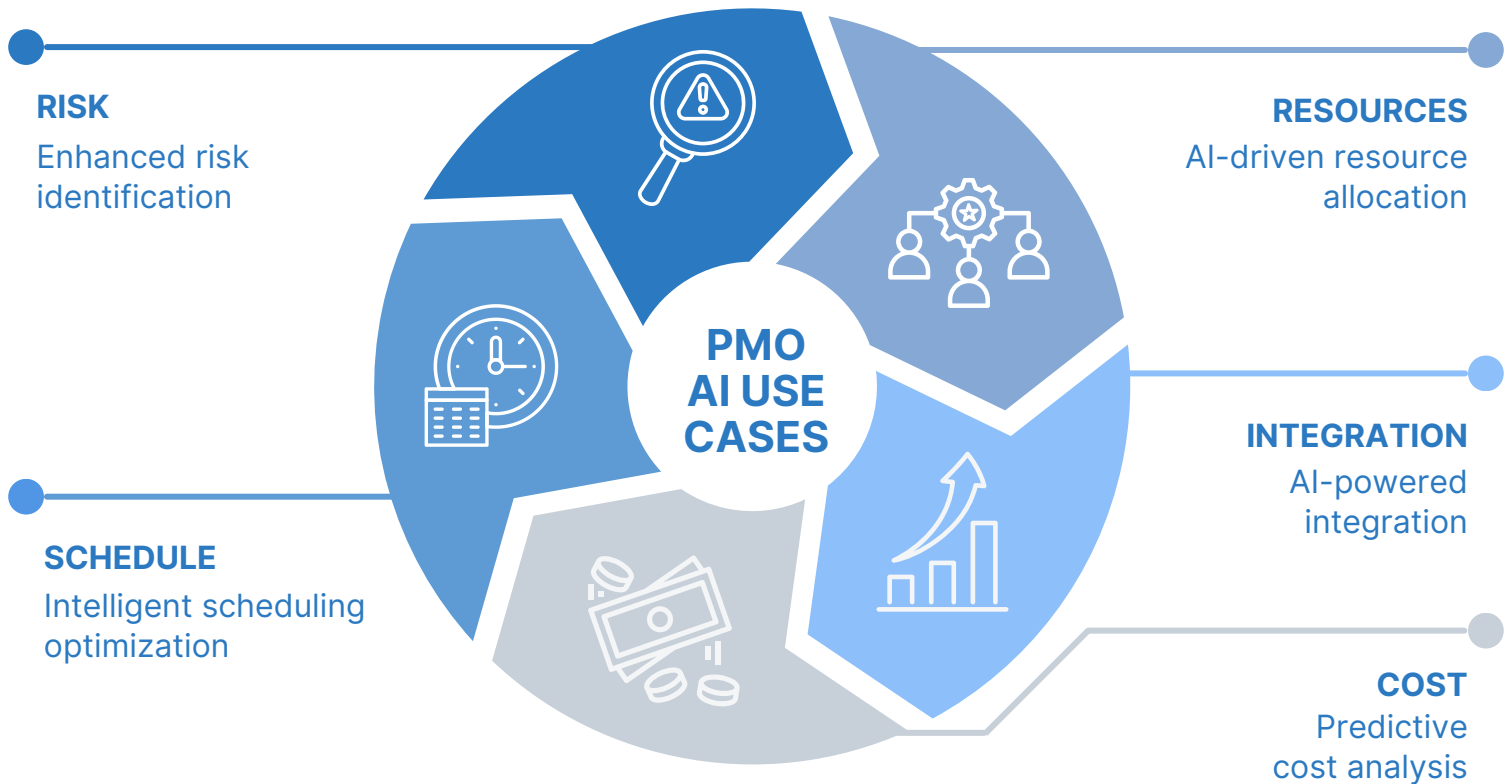 RISK
Enhanced risk
identification
RESOURCES
AI-driven resource
allocation
PMO
AI USE
CASES
INTEGRATION
AI-powered
integration
SCHEDULE
Intelligent scheduling
optimization
COST
Predictive
cost analysis